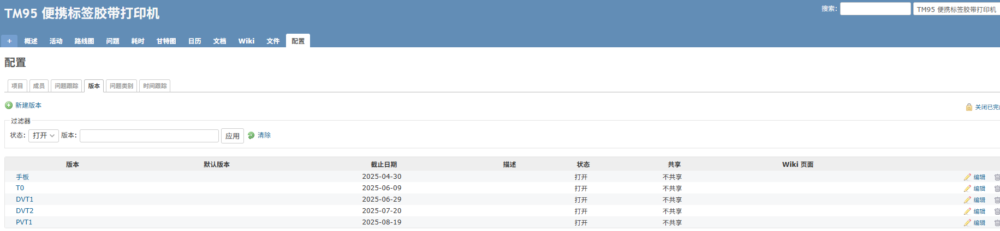 TM95 便携标签胶带打印机
搜索: TM95 便携标签胶带打印机
+ 概述 活动 路线图 问题 耗时 甘特图 日历 文档 Wiki 文件 配置
配置
项目 成员 问题跟踪 版本 问题类别 时间跟踪
新建版本 关闭已完
过滤器
状态: 打开 版本: 应用 清除
版本 默认版本 截止日期 描述 状态 共享 Wiki 页面
手板 2025-04-30 打开 不共享 编辑
T0 2025-06-09 打开 不共享 编辑
DVT1 2025-06-29 打开 不共享 编辑
DVT2 2025-07-20 打开 不共享 编辑
PVT1 2025-08-19 打开 不共享 编辑